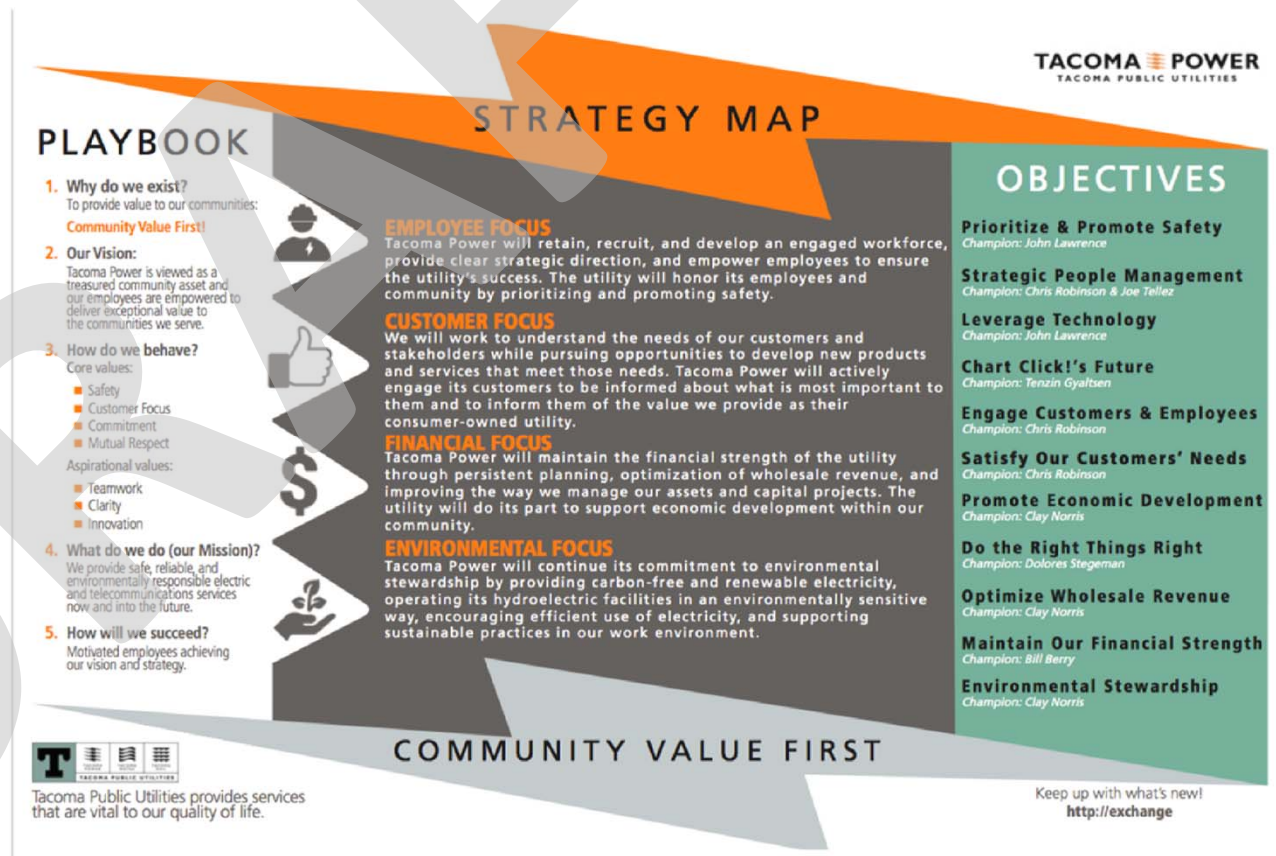 TACOMA POWER
TACOMA PUBLIC UTILITIES
STRATEGY MAP
PLAYBOOK
1. Why do we exist?
To provide value to our communities:
Community Value First!
2. Our Vision:
Tacoma Power is viewed as a
treasured community asset and
our employees are empowered to
deliver exceptional value to
the communities we serve.
3. How do we behave?
Core values:
Safety
Customer Focus
Commitment
Mutual Respect
Aspirational values:
Teamwork
Clarity
Innovation
4. What do we do (our Mission)?
We provide safe, reliable, and
environmentally responsible electric
and telecommunications services
now and into the future.
5. How will we succeed?
Motivated employees achieving
our vision and strategy.
EMPLOYEE FOCUS
Tacoma Power will retain, recruit, and develop an engaged workforce,
provide clear strategic direction, and empower employees to ensure
the utility's success. The utility will honor its employees and
community by prioritizing and promoting safety.
CUSTOMER FOCUS
We will work to understand the needs of our customers and
stakeholders while pursuing opportunities to develop new products
and services that meet those needs. Tacoma Power will actively
engage its customers to be informed about what is most important to
them and to inform them of the value we provide as their
consumer-owned utility.
FINANCIAL FOCUS
Tacoma Power will maintain the financial strength of the utility
through persistent planning, optimization of wholesale revenue, and
improving the way we manage our assets and capital projects. The
utility will do its part to support economic development within our
community.
ENVIRONMENTAL FOCUS
Tacoma Power will continue its commitment to environmental
stewardship by providing carbon-free and renewable electricity,
operating its hydroelectric facilities in an environmentally sensitive
way, encouraging efficient use of electricity, and supporting
sustainable practices in our work environment.
OBJECTIVES
Prioritize & Promote Safety
Champion: John Lawrence
Strategic People Management
Champion: Chris Robinson & Joe Tellez
Leverage Technology
Champion: John Lawrence
Chart Click!'s Future
Champion: Tenzin Gyaltsen
Engage Customers & Employees
Champion: Chris Robinson
Satisfy Our Customers' Needs
Champion: Chris Robinson
Promote Economic Development
Champion: Clay Norris
Do the Right Things Right
Champion: Dolores Stegeman
Optimize Wholesale Revenue
Champion: Clay Norris
Maintain Our Financial Strength
Champion: Bill Berry
Environmental Stewardship
Champion: Clay Norris
COMMUNITY VALUE FIRST
T
TACOMA PUBLIC UTILITIES
Tacoma Public Utilities provides services
that are vital to our quality of life.
Keep up with what's new!
http://exchange